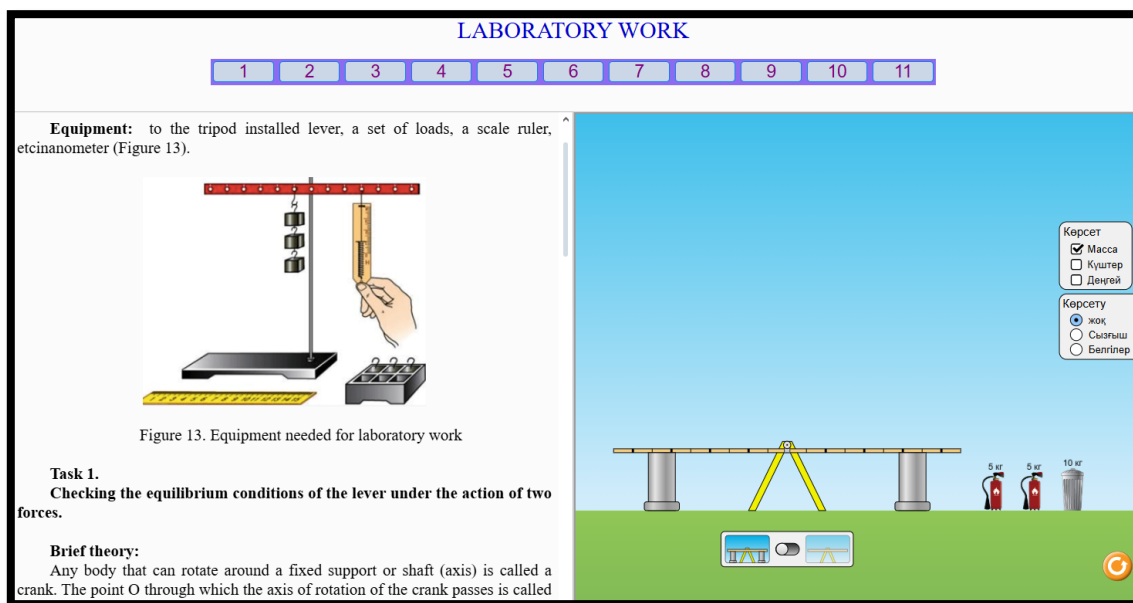 LABORATORY WORK
1 2 3 4 5 6 7 8 9 10 11
Equipment: to the tripod installed lever, a set of loads, a scale ruler,
etcinanometer (Figure 13).
Figure 13. Equipment needed for laboratory work
Task 1.
Checking the equilibrium conditions of the lever under the action of two
forces.
Brief theory:
Any body that can rotate around a fixed support or shaft (axis) is called a
crank. The point O through which the axis of rotation of the crank passes is called
Көрсет
Масса
Күштер
Деңгей
Көрсету
жоқ
Сызғыш
Белгілер
5 кг 5 кг 10 кг